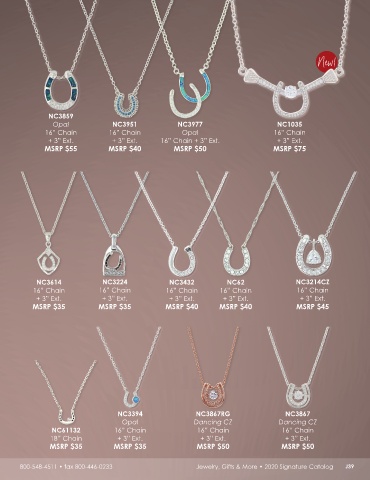 New!
NC3859
Opal
16" Chain
+ 3" Ext.
MSRP $55
NC3951
16" Chain
+ 3" Ext.
MSRP $40
NC3977
Opal
16" Chain + 3" Ext.
MSRP $50
NC1035
16" Chain
+ 3" Ext.
MSRP $75
NC3614
16" Chain
+ 3" Ext.
MSRP $35
NC3224
16" Chain
+ 3" Ext.
MSRP $35
NC3432
16" Chain
+ 3" Ext.
MSRP $40
NC62
16" Chain
+ 3" Ext.
MSRP $40
NC3214CZ
16" Chain
+ 3" Ext.
MSRP $45
NC61132
18" Chain
MSRP $35
NC3394
Opal
16" Chain
+ 3" Ext.
MSRP $35
NC3867RG
Dancing CZ
16" Chain
+ 3" Ext.
MSRP $50
NC3867
Dancing CZ
16" Chain
+ 3" Ext.
MSRP $50
800-548-4511 • fax 800-446-0233 Jewelry, Gifts & More • 2020 Signature Catalog